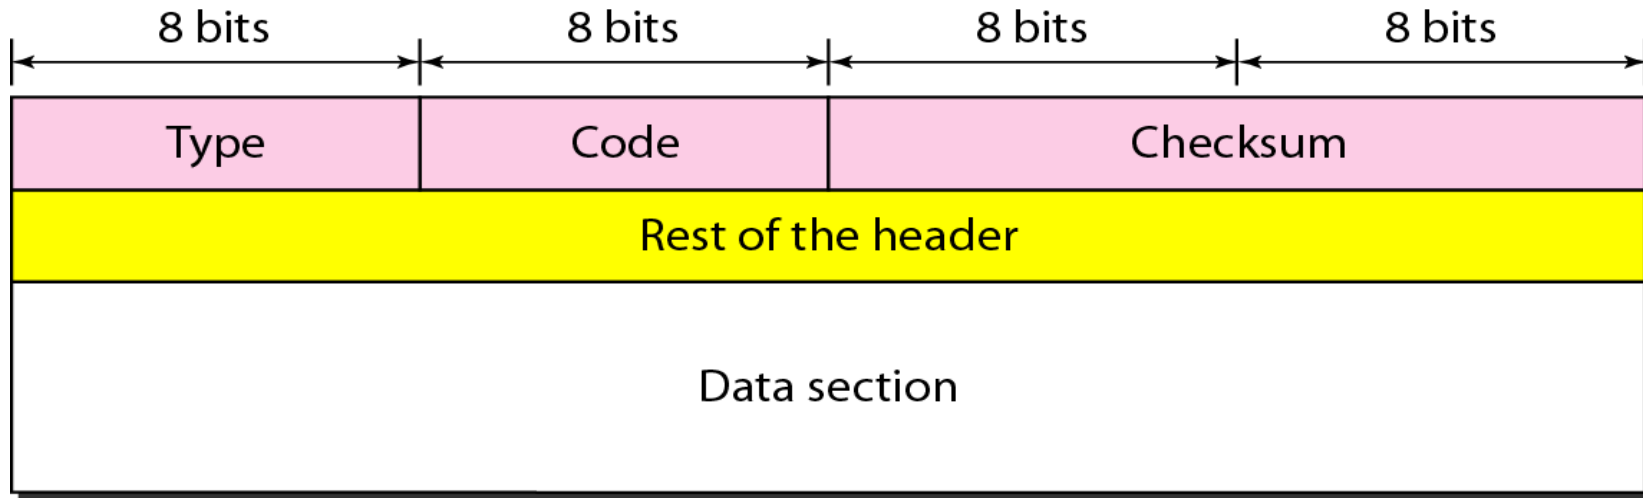 8 bits 8 bits 8 bits 8 bits
Type Code Checksum
Rest of the header
Data section